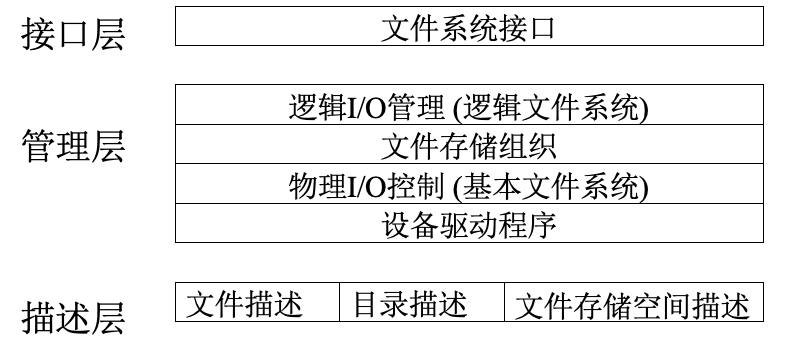 接口层
文件系统接口
管理层
逻辑I/O管理 (逻辑文件系统)
文件存储组织
物理I/O控制 (基本文件系统)
设备驱动程序
描述层
文件描述
目录描述
文件存储空间描述